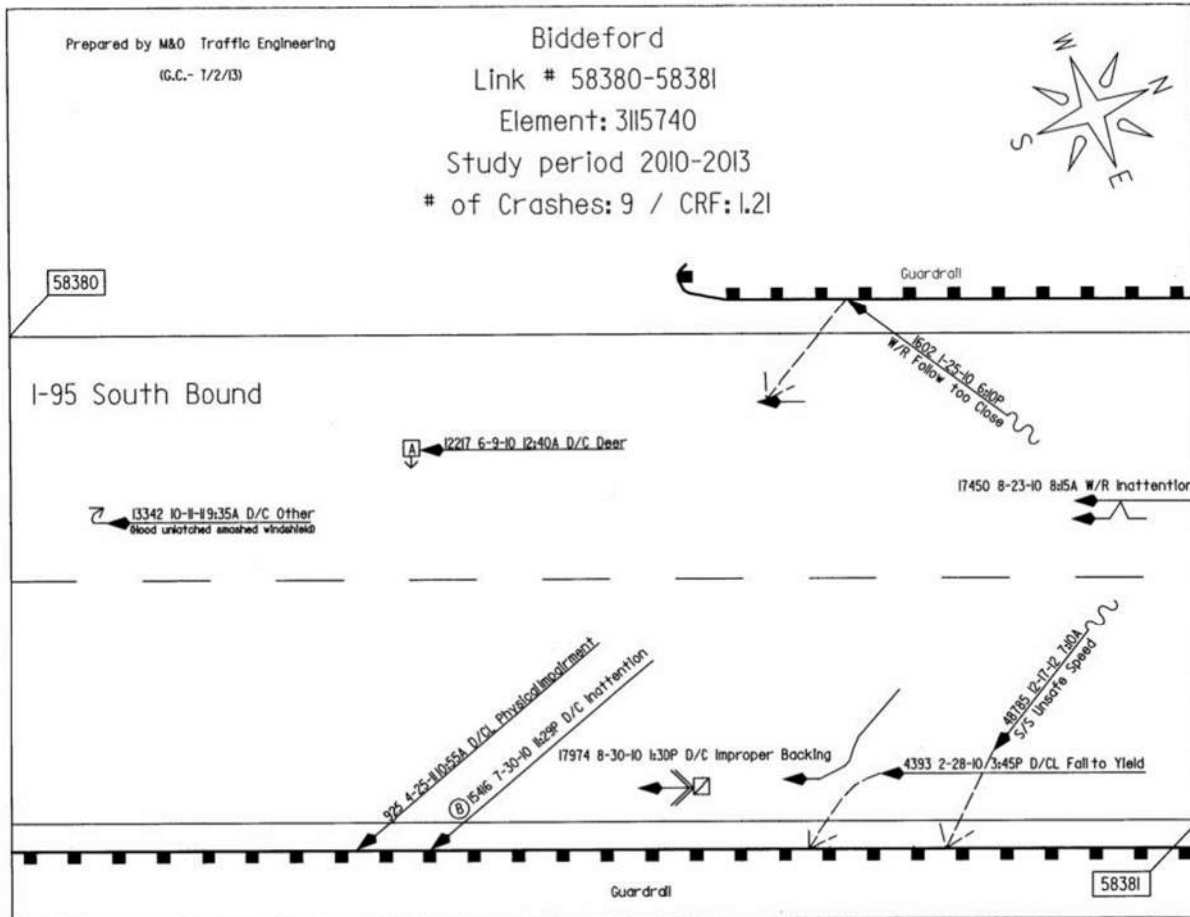 Prepared by M&O Traffic Engineering
(G.C.- 7/2/13)
Biddeford
Link # 58380-58381
Element: 3115740
Study period 2010-2013
# of Crashes: 9 / CRF: 1.21
W
N
S
E
58380
Guardrail
1602 1-25-10 6:10P
W/R Follow too Close
I-95 South Bound
A
12217 6-9-10 12:40A D/C Deer
17450 8-23-10 8:15A W/R Inattention
13342 10-11-11 9:35A D/C Other
(Hood unlatched smashed windshield)
925 4-25-11 10:55A D/CL Physical Impairment
B 15416 7-30-10 11:29P D/C Inattention
17974 8-30-10 1:30P D/C Improper Backing
48785 12-17-12 7:10A
S/S Unsafe Speed
4393 2-28-10 3:45P D/CL Fail to Yield
58381
Guardrail